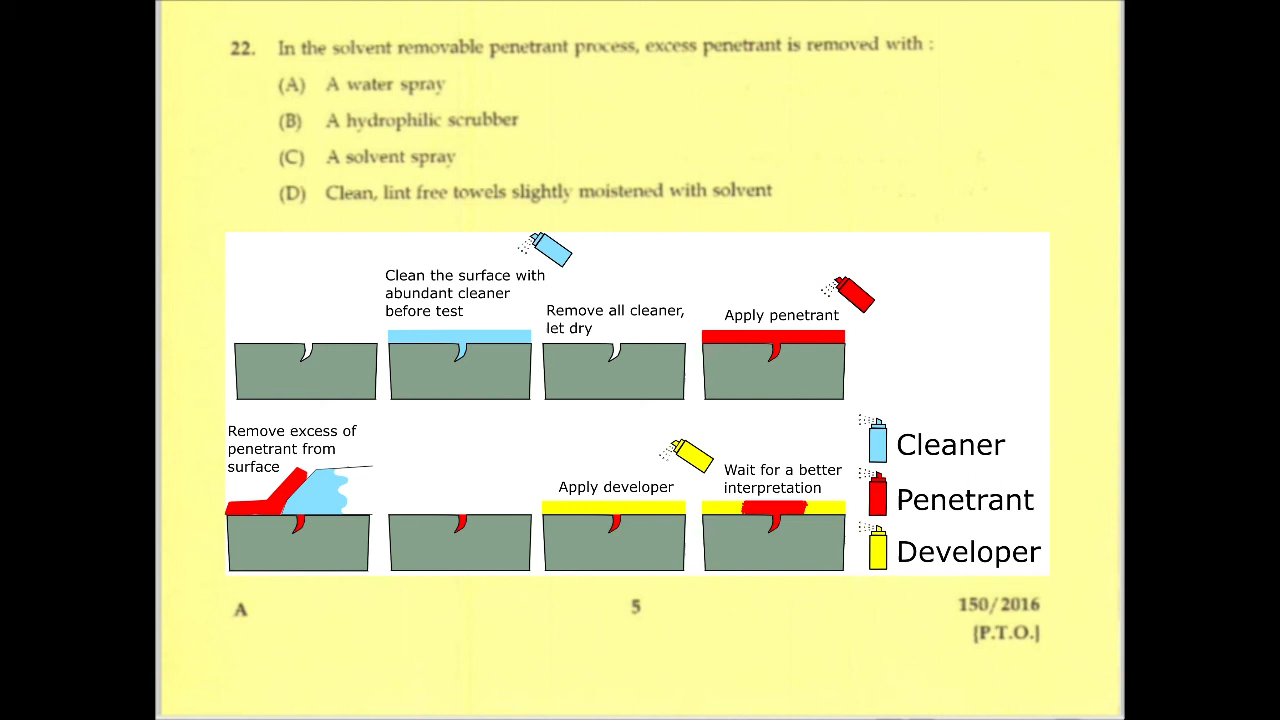 22. In the solvent removable penetrant process, excess penetrant is removed with :
(A) A water spray
(B) A hydrophilic scrubber
(C) A solvent spray
(D) Clean, lint free towels slightly moistened with solvent
Clean the surface with
abundant cleaner
before test
Remove all cleaner,
let dry
Apply penetrant
Remove excess of
penetrant from
surface
Apply developer
Wait for a better
interpretation
Cleaner
Penetrant
Developer
A 5 150/2016
[P.T.O.]